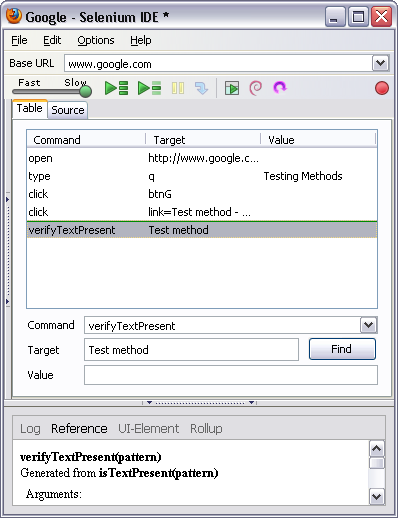 Google - Selenium IDE *
File Edit Options Help
Base URL www.google.com
Fast Slow
Table Source
Command Target Value
open http://www.google.c...
type q Testing Methods
click btnG
click link=Test method - ...
verifyTextPresent Test method
Command verifyTextPresent
Target Test method Find
Value
Log Reference UI-Element Rollup
verifyTextPresent(pattern)
Generated from isTextPresent(pattern)
Arguments: